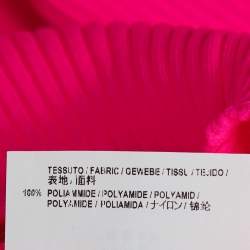 TESSUTO / FABRIC / GEWEBE / TISSU / TEJIDO /
表地 / 面料
100% POLIAMMIDE / POLYAMIDE / POLYAMID /
POLYAMIDE / POLIAMIDA / ナイロン / 锦纶